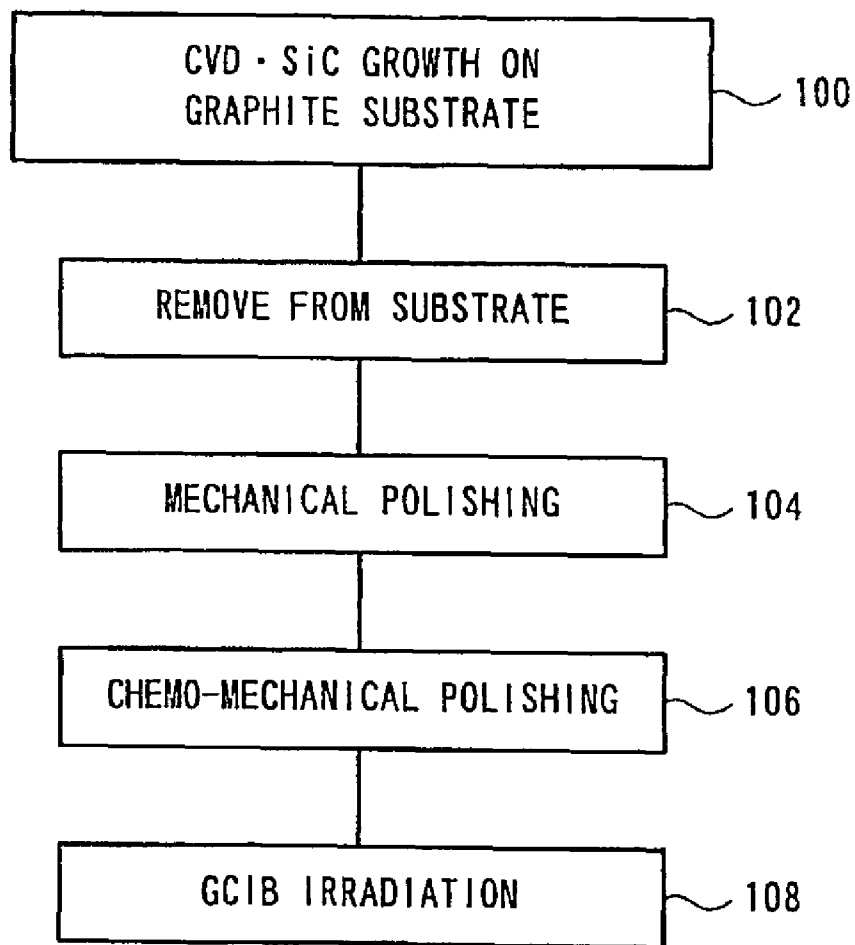 CVD・SiC GROWTH ON
GRAPHITE SUBSTRATE
100
REMOVE FROM SUBSTRATE
102
MECHANICAL POLISHING
104
CHEMO-MECHANICAL POLISHING
106
GCIB IRRADIATION
108